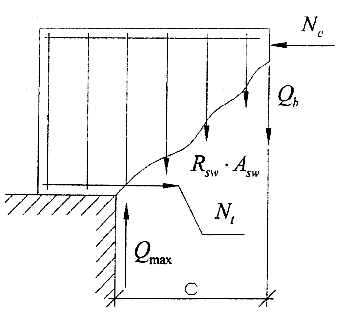 N_c
Q_b
R_sw · A_sw
N_t
Q_max
C